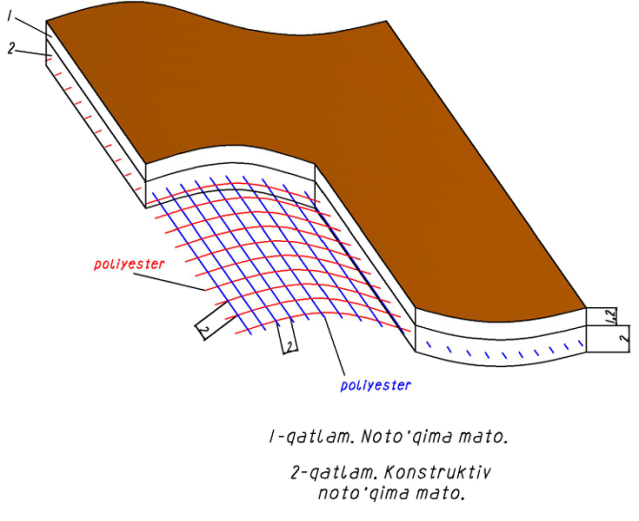 1
2
poliyester
2
2
poliyester
1,2
2
1-qatlam. Noto'qima mato.
2-qatlam. Konstruktiv
noto'qima mato.